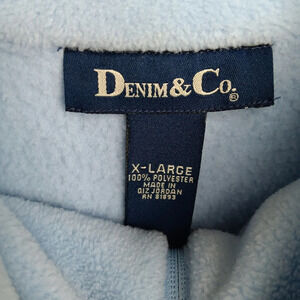 DENIM & CO.®
X-LARGE
100% POLYESTER
MADE IN
QIZ JORDAN
RN 81893